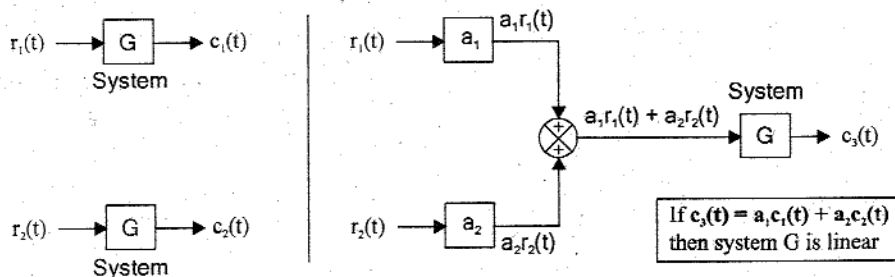 r₁(t)
G
c₁(t)
System
r₂(t)
G
c₂(t)
System
r₁(t)
a₁
a₁r₁(t)
+
+
a₁r₁(t) + a₂r₂(t)
System
G
c₃(t)
r₂(t)
a₂
a₂r₂(t)
If c₃(t) = a₁c₁(t) + a₂c₂(t)
then system G is linear